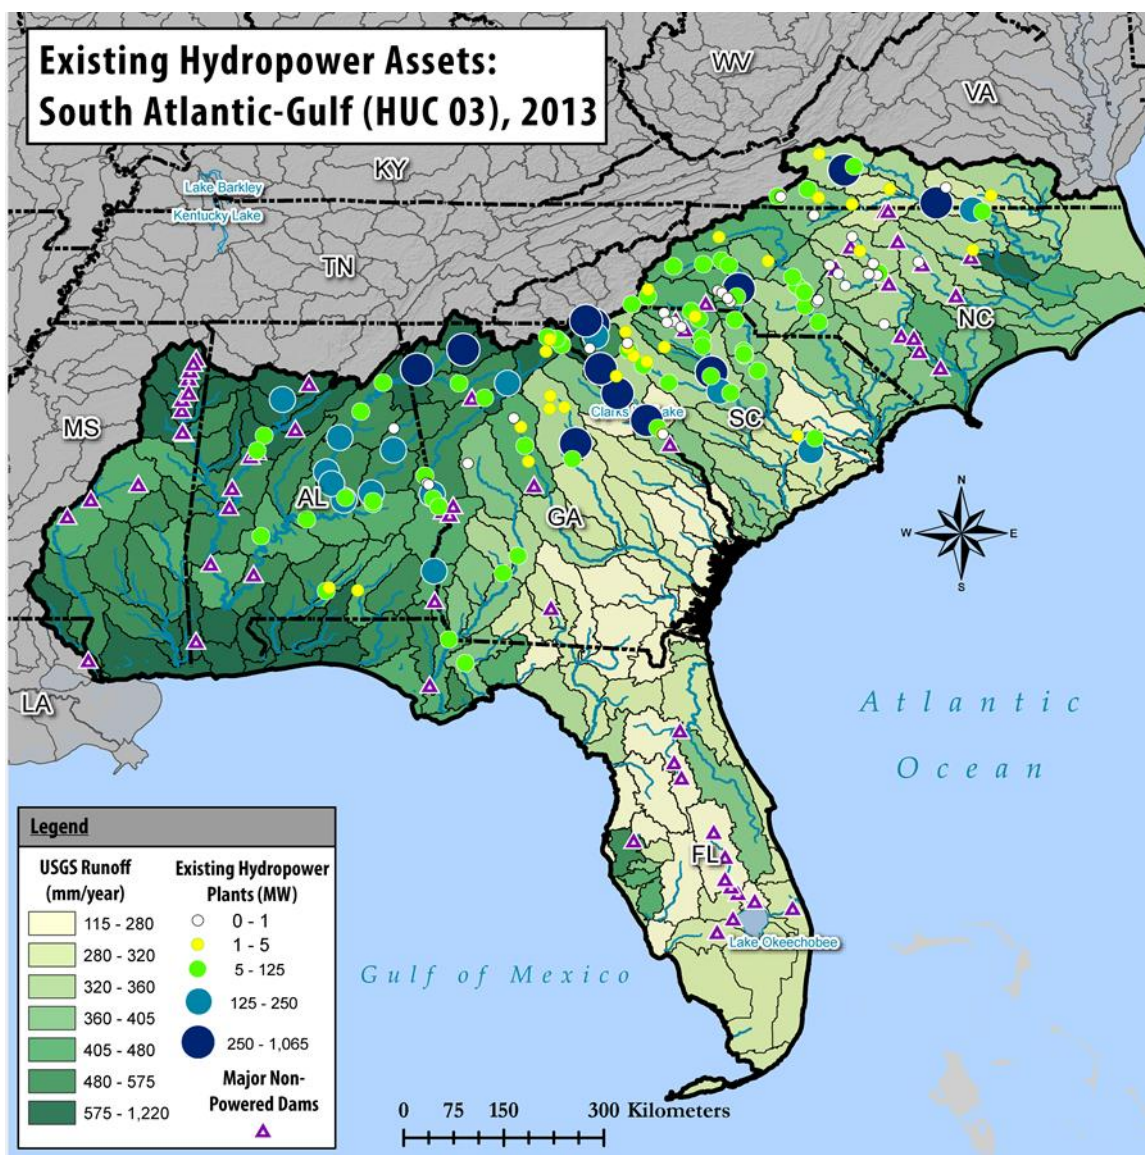 Existing Hydropower Assets:
South Atlantic-Gulf (HUC 03), 2013
WV
VA
KY
Lake Barkley
Kentucky Lake
TN
NC
MS
SC
AL
GA
LA
Atlantic
Ocean
FL
Lake Okeechobee
Gulf of Mexico
N
W
E
S
Legend
USGS Runoff
(mm/year)
115 - 280
280 - 320
320 - 360
360 - 405
405 - 480
480 - 575
575 - 1,220
Existing Hydropower
Plants (MW)
0 - 1
1 - 5
5 - 125
125 - 250
250 - 1,065
Major Non-
Powered Dams
0 75 150 300 Kilometers